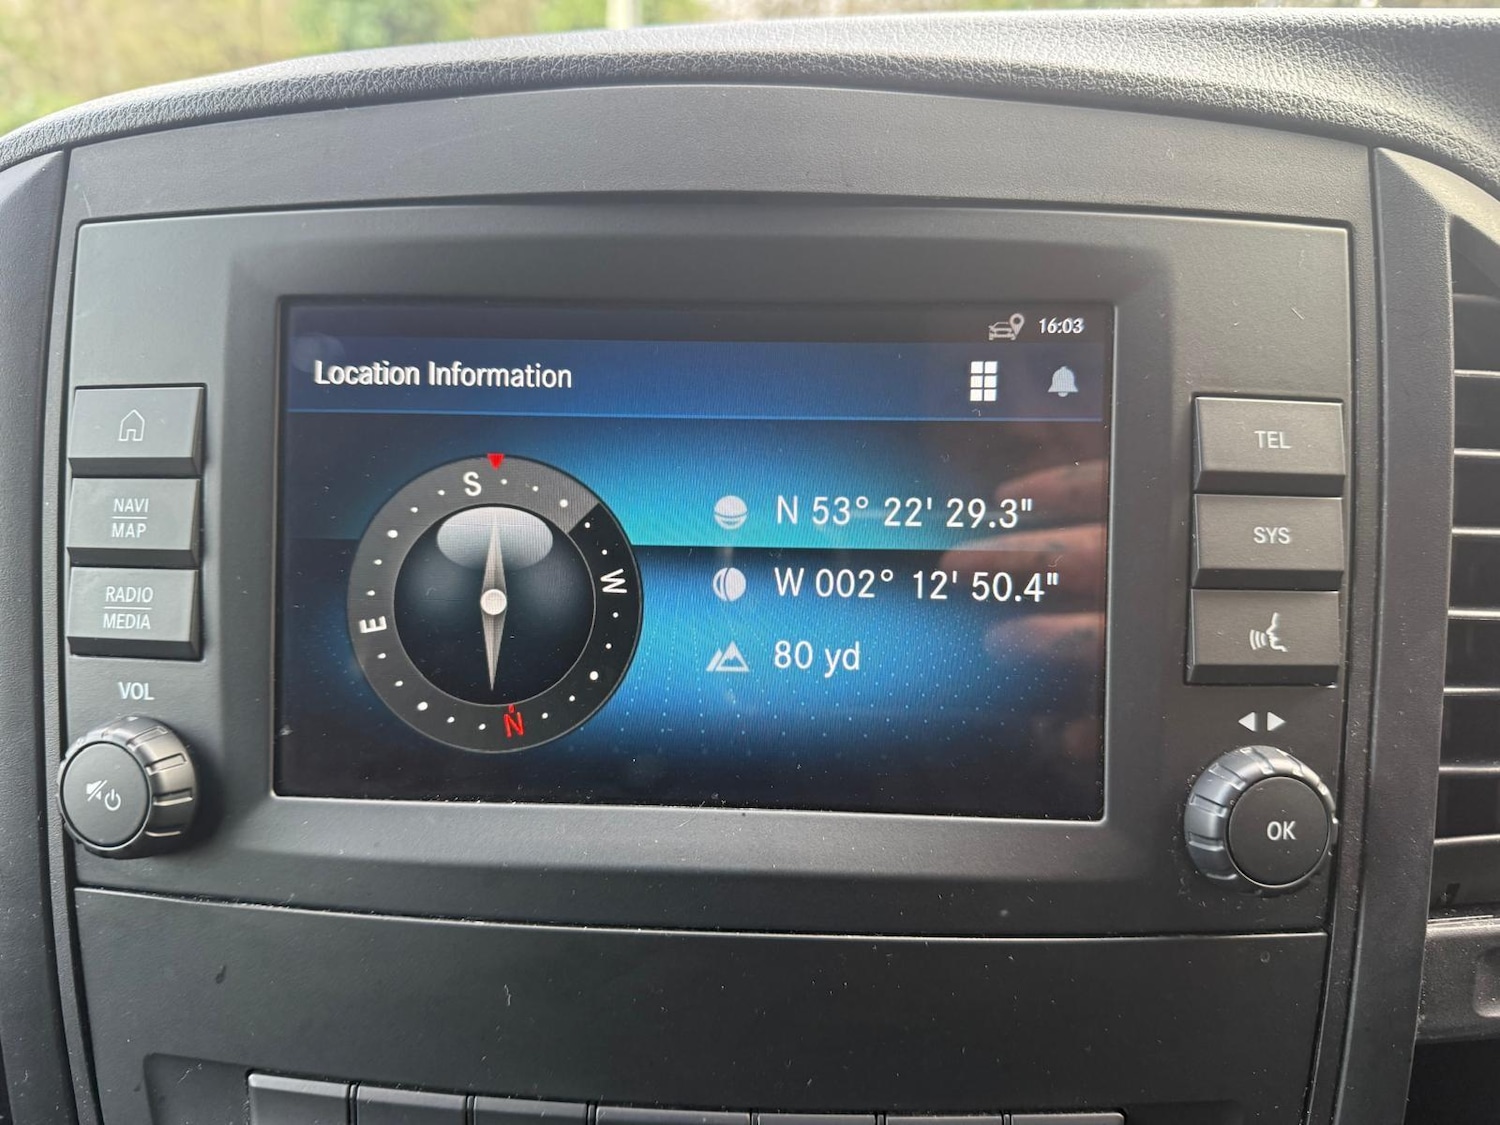 16:03
Location Information
S
W
E
N
N 53° 22' 29.3"
W 002° 12' 50.4"
80 yd
NAVI
MAP
RADIO
MEDIA
VOL
TEL
SYS
OK